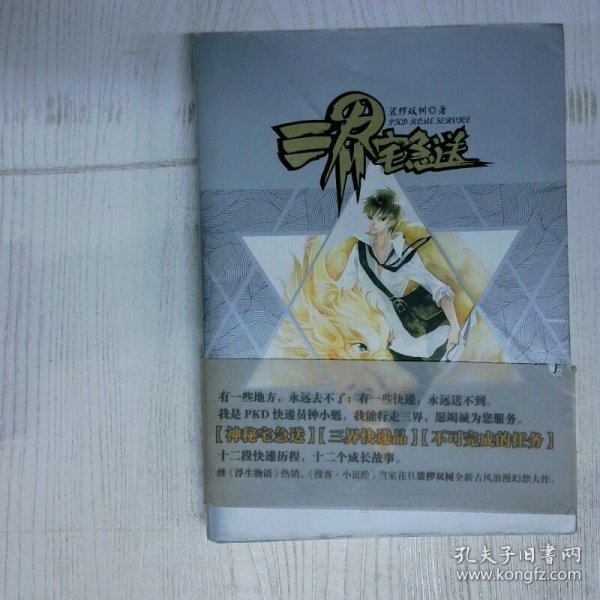 裟椤双树◎著
PKD HOME SERVICE
三界宅急送
有一些地方，永远去不了；有一些快递，永远送不到。
我是PKD快递员钟小魁，我能行走三界，愿竭诚为您服务。
【神秘宅急送】【三界快递品】【不可完成的任务】
十二段快递历程，十二个成长故事。
继《浮生物语》热销，《漫客·小说绘》当家花旦裟椤双树全新古风浪漫幻想大作。
孔夫子旧书网
www.kongfz.com